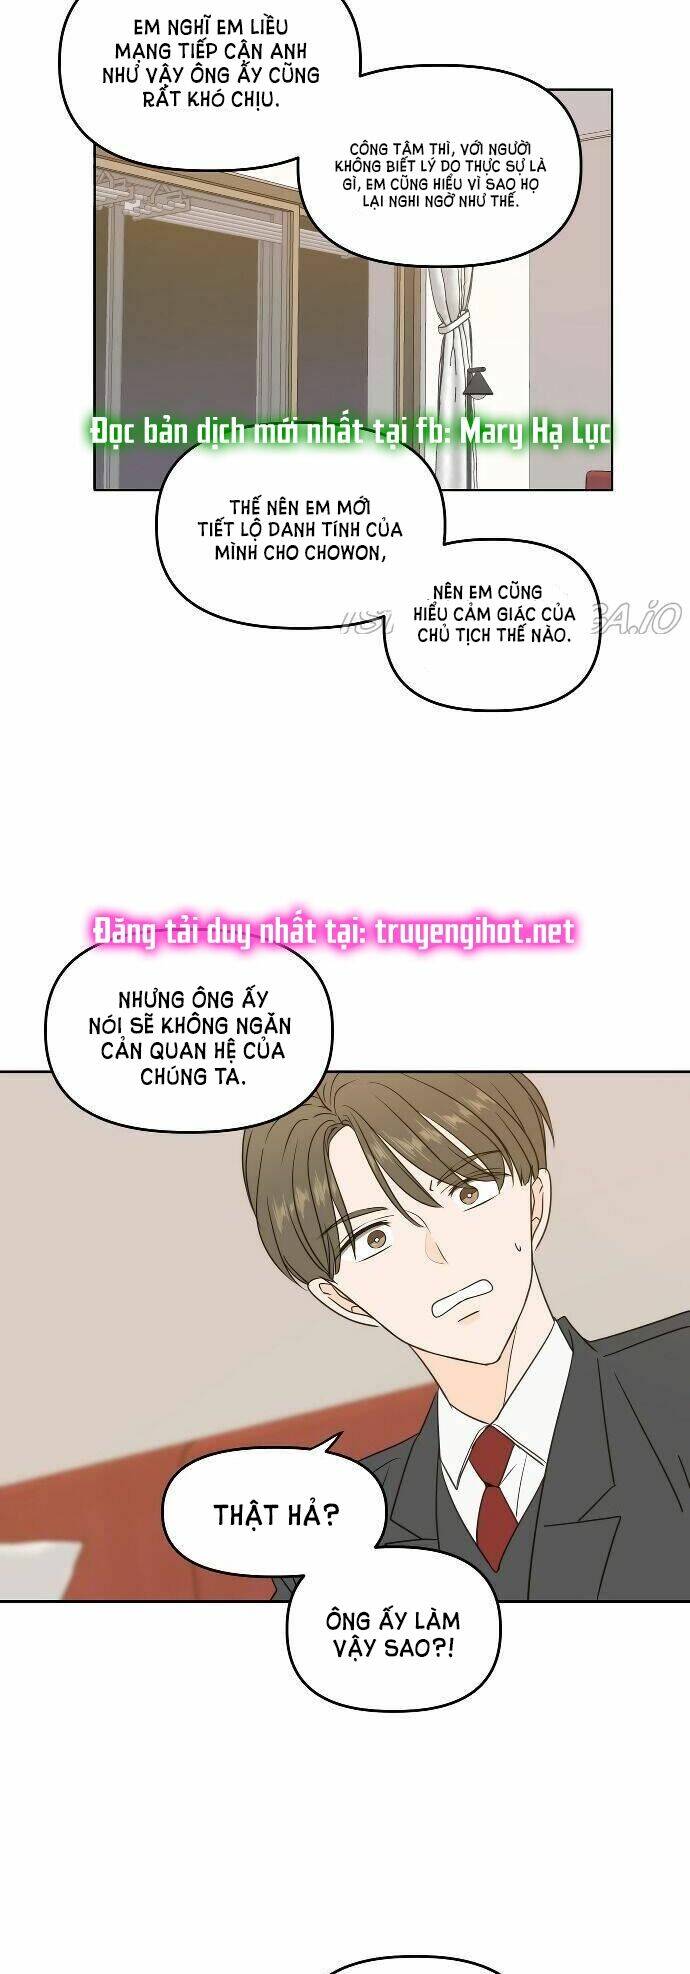 EM NGHĨ EM LIỀU
MẠNG TIẾP CẬN ANH
NHƯ VẬY ÔNG ẤY CŨNG
RẤT KHÓ CHỊU.
CÔNG TÂM THÌ, VỚI NGƯỜI
KHÔNG BIẾT LÝ DO THỰC SỰ LÀ
GÌ, EM CŨNG HIỂU VÌ SAO HỌ
LẠI NGHI NGỜ NHƯ THẾ.
Đọc bản dịch mới nhất tại fb: Mary Hạ Lục
THẾ NÊN EM MỚI
TIẾT LỘ DANH TÍNH CỦA
MÌNH CHO CHOWON,
NÊN EM CŨNG
HIỂU CẢM GIÁC CỦA
CHỦ TỊCH THẾ NÀO.
Đăng tải duy nhất tại: truyengihot.net
NHƯNG ÔNG ẤY
NÓI SẼ KHÔNG NGĂN
CẢN QUAN HỆ CỦA
CHÚNG TA.
THẬT HẢ?
ÔNG ẤY LÀM
VẬY SAO?!